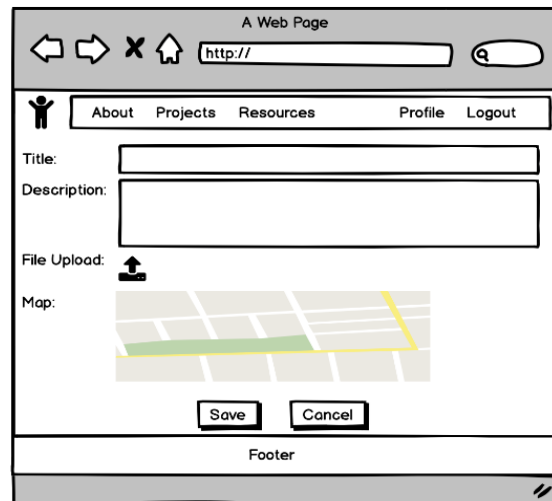 A Web Page
http://
About Projects Resources Profile Logout
Title:
Description:
File Upload:
Map:
Save Cancel
Footer